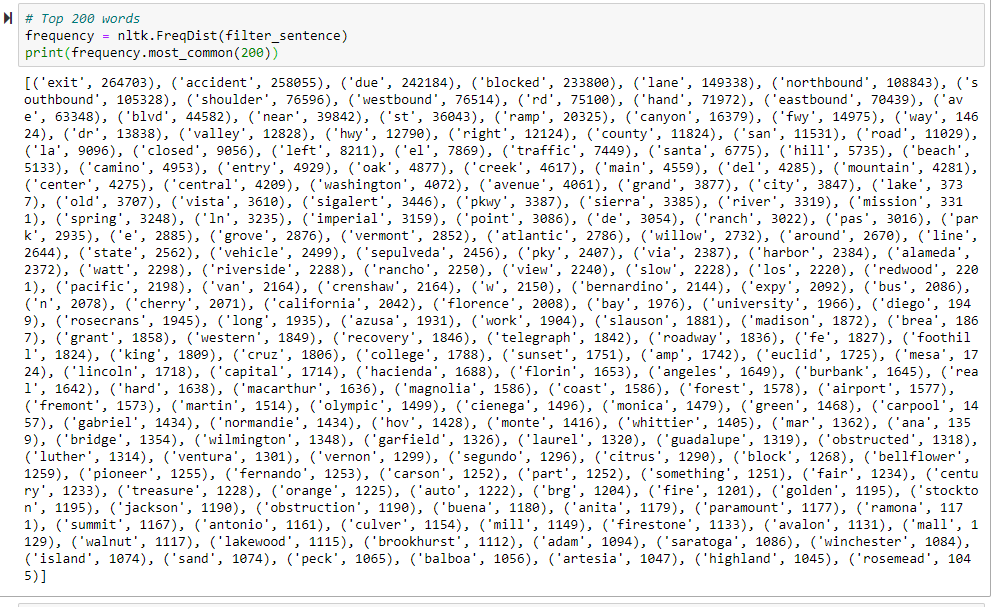 # Top 200 words
frequency = nltk.FreqDist(filter_sentence)
print(frequency.most_common(200))
[('exit', 264703), ('accident', 258055), ('due', 242184), ('blocked', 233800), ('lane', 149338), ('northbound', 108843), ('s
outhbound', 105328), ('shoulder', 76596), ('westbound', 76514), ('rd', 75100), ('hand', 71972), ('eastbound', 70439), ('av
e', 63348), ('blvd', 44582), ('near', 39842), ('st', 36043), ('ramp', 20325), ('canyon', 16379), ('fwy', 14975), ('way', 146
24), ('dr', 13838), ('valley', 12828), ('hwy', 12790), ('right', 12124), ('county', 11824), ('san', 11531), ('road', 11029),
('la', 9096), ('closed', 9056), ('left', 8211), ('el', 7869), ('traffic', 7449), ('santa', 6775), ('hill', 5735), ('beach',
5133), ('camino', 4953), ('entry', 4929), ('oak', 4877), ('creek', 4617), ('main', 4559), ('del', 4285), ('mountain', 4281),
('center', 4275), ('central', 4209), ('washington', 4072), ('avenue', 4061), ('grand', 3877), ('city', 3847), ('lake', 373
7), ('old', 3707), ('vista', 3610), ('sigalert', 3446), ('pkwy', 3387), ('sierra', 3385), ('river', 3319), ('mission', 331
1), ('spring', 3248), ('ln', 3235), ('imperial', 3159), ('point', 3086), ('de', 3054), ('ranch', 3022), ('pas', 3016), ('par
k', 2935), ('e', 2885), ('grove', 2876), ('vermont', 2852), ('atlantic', 2786), ('willow', 2732), ('around', 2670), ('line',
2644), ('state', 2562), ('vehicle', 2499), ('sepulveda', 2456), ('pky', 2407), ('via', 2387), ('harbor', 2384), ('alameda',
2372), ('watt', 2298), ('riverside', 2288), ('rancho', 2250), ('view', 2240), ('slow', 2228), ('los', 2220), ('redwood', 220
1), ('pacific', 2198), ('van', 2164), ('crenshaw', 2164), ('w', 2150), ('bernardino', 2144), ('expy', 2092), ('bus', 2086),
('n', 2078), ('cherry', 2071), ('california', 2042), ('florence', 2008), ('bay', 1976), ('university', 1966), ('diego', 194
9), ('rosecrans', 1945), ('long', 1935), ('azusa', 1931), ('work', 1904), ('slauson', 1881), ('madison', 1872), ('brea', 186
7), ('grant', 1858), ('western', 1849), ('recovery', 1846), ('telegraph', 1842), ('roadway', 1836), ('fe', 1827), ('foothil
l', 1824), ('king', 1809), ('cruz', 1806), ('college', 1788), ('sunset', 1751), ('amp', 1742), ('euclid', 1725), ('mesa', 17
24), ('lincoln', 1718), ('capital', 1714), ('hacienda', 1688), ('florin', 1653), ('angeles', 1649), ('burbank', 1645), ('rea
l', 1642), ('hard', 1638), ('macarthur', 1636), ('magnolia', 1586), ('coast', 1586), ('forest', 1578), ('airport', 1577),
('fremont', 1573), ('martin', 1514), ('olympic', 1499), ('cienega', 1496), ('monica', 1479), ('green', 1468), ('carpool', 14
57), ('gabriel', 1434), ('normandie', 1434), ('hov', 1428), ('monte', 1416), ('whittier', 1405), ('mar', 1362), ('ana', 135
9), ('bridge', 1354), ('wilmington', 1348), ('garfield', 1326), ('laurel', 1320), ('guadalupe', 1319), ('obstructed', 1318),
('luther', 1314), ('ventura', 1301), ('vernon', 1299), ('segundo', 1296), ('citrus', 1290), ('block', 1268), ('bellflower',
1259), ('pioneer', 1255), ('fernando', 1253), ('carson', 1252), ('part', 1252), ('something', 1251), ('fair', 1234), ('centu
ry', 1233), ('treasure', 1228), ('orange', 1225), ('auto', 1222), ('brg', 1204), ('fire', 1201), ('golden', 1195), ('stockto
n', 1195), ('jackson', 1190), ('obstruction', 1190), ('buena', 1180), ('anita', 1179), ('paramount', 1177), ('ramona', 117
1), ('summit', 1167), ('antonio', 1161), ('culver', 1154), ('mill', 1149), ('firestone', 1133), ('avalon', 1131), ('mall', 1
129), ('walnut', 1117), ('lakewood', 1115), ('brookhurst', 1112), ('adam', 1094), ('saratoga', 1086), ('winchester', 1084),
('island', 1074), ('sand', 1074), ('peck', 1065), ('balboa', 1056), ('artesia', 1047), ('highland', 1045), ('rosemead', 104
5)]